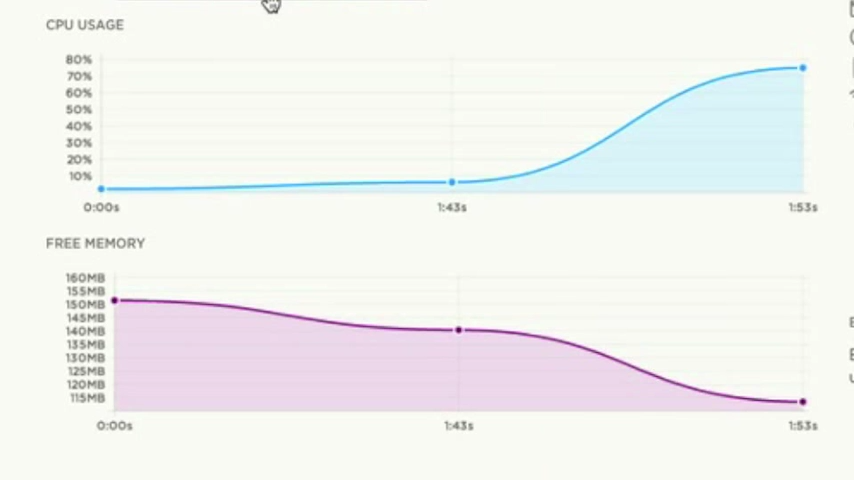 CPU USAGE
80%
70%
60%
50%
40%
30%
20%
10%
0:00s 1:43s 1:53s
FREE MEMORY
160MB
155MB
150MB
145MB
140MB
135MB
130MB
125MB
120MB
115MB
0:00s 1:43s 1:53s